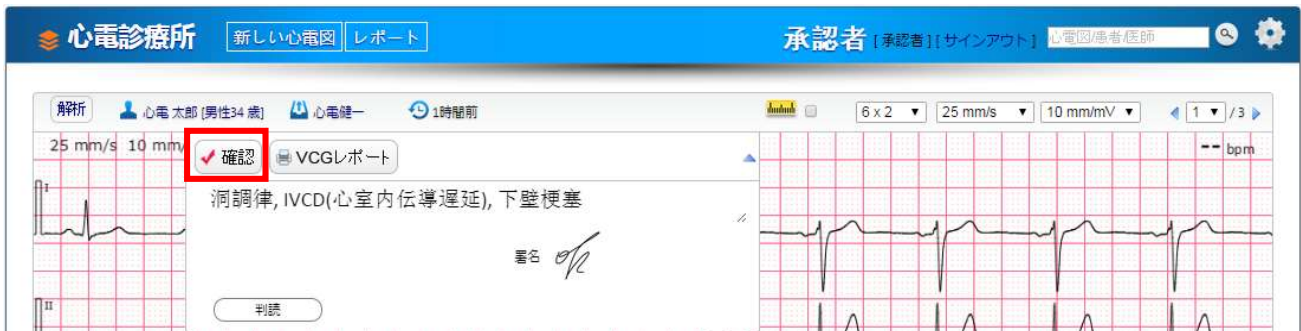 心電診療所 新しい心電図 レポート 承認者 [承認者] [サインアウト] 心電図/患者/医師
解析 心電 太郎 [男性34 歳] 心電健一 1時間前 6 x 2 25 mm/s 10 mm/mV 1 / 3
25 mm/s 10 mm/ 確認 VCGレポート -- bpm
I 洞調律, IVCD(心室内伝導遅延), 下壁梗塞
署名
II 判読